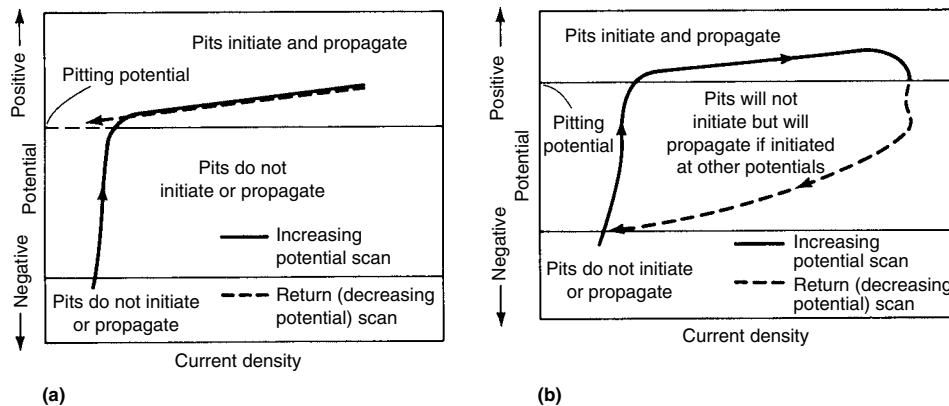 Positive
Potential
Negative
Pits initiate and propagate
Pitting potential
Pits do not
initiate or propagate
Increasing
potential scan
Pits do not initiate
or propagate
Return (decreasing
potential) scan
Current density
(a)
Positive
Potential
Negative
Pits initiate and propagate
Pitting
potential
Pits will not
initiate but will
propagate if initiated
at other potentials
Increasing
potential scan
Pits do not initiate
or propagate
Return (decreasing
potential) scan
Current density
(b)